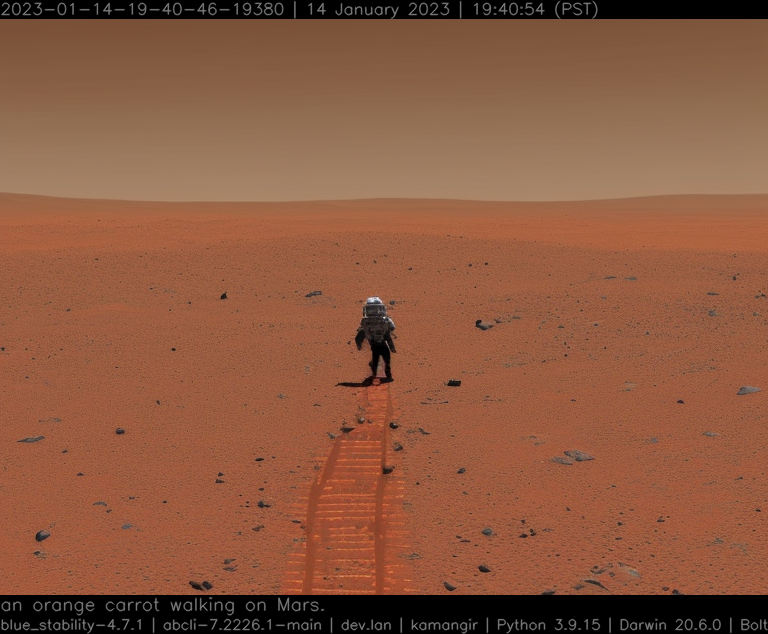 2023-01-14-19-40-46-19380 | 14 January 2023 | 19:40:54 (PST)
an orange carrot walking on Mars.
blue_stability-4.7.1 | abcli-7.2226.1-main | dev.lan | kamangir | Python 3.9.15 | Darwin 20.6.0 | Bolt